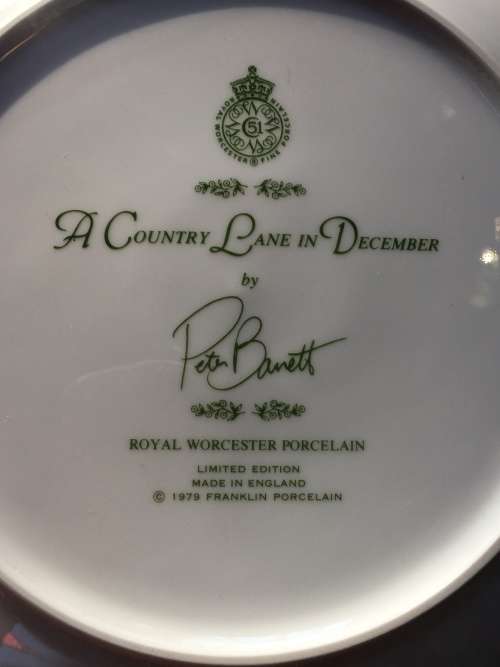 ROYAL WORCESTER ® FINE PORCELAIN
51
A COUNTRY LANE IN DECEMBER
by
Peter Barrett
ROYAL WORCESTER PORCELAIN
LIMITED EDITION
MADE IN ENGLAND
© 1979 FRANKLIN PORCELAIN